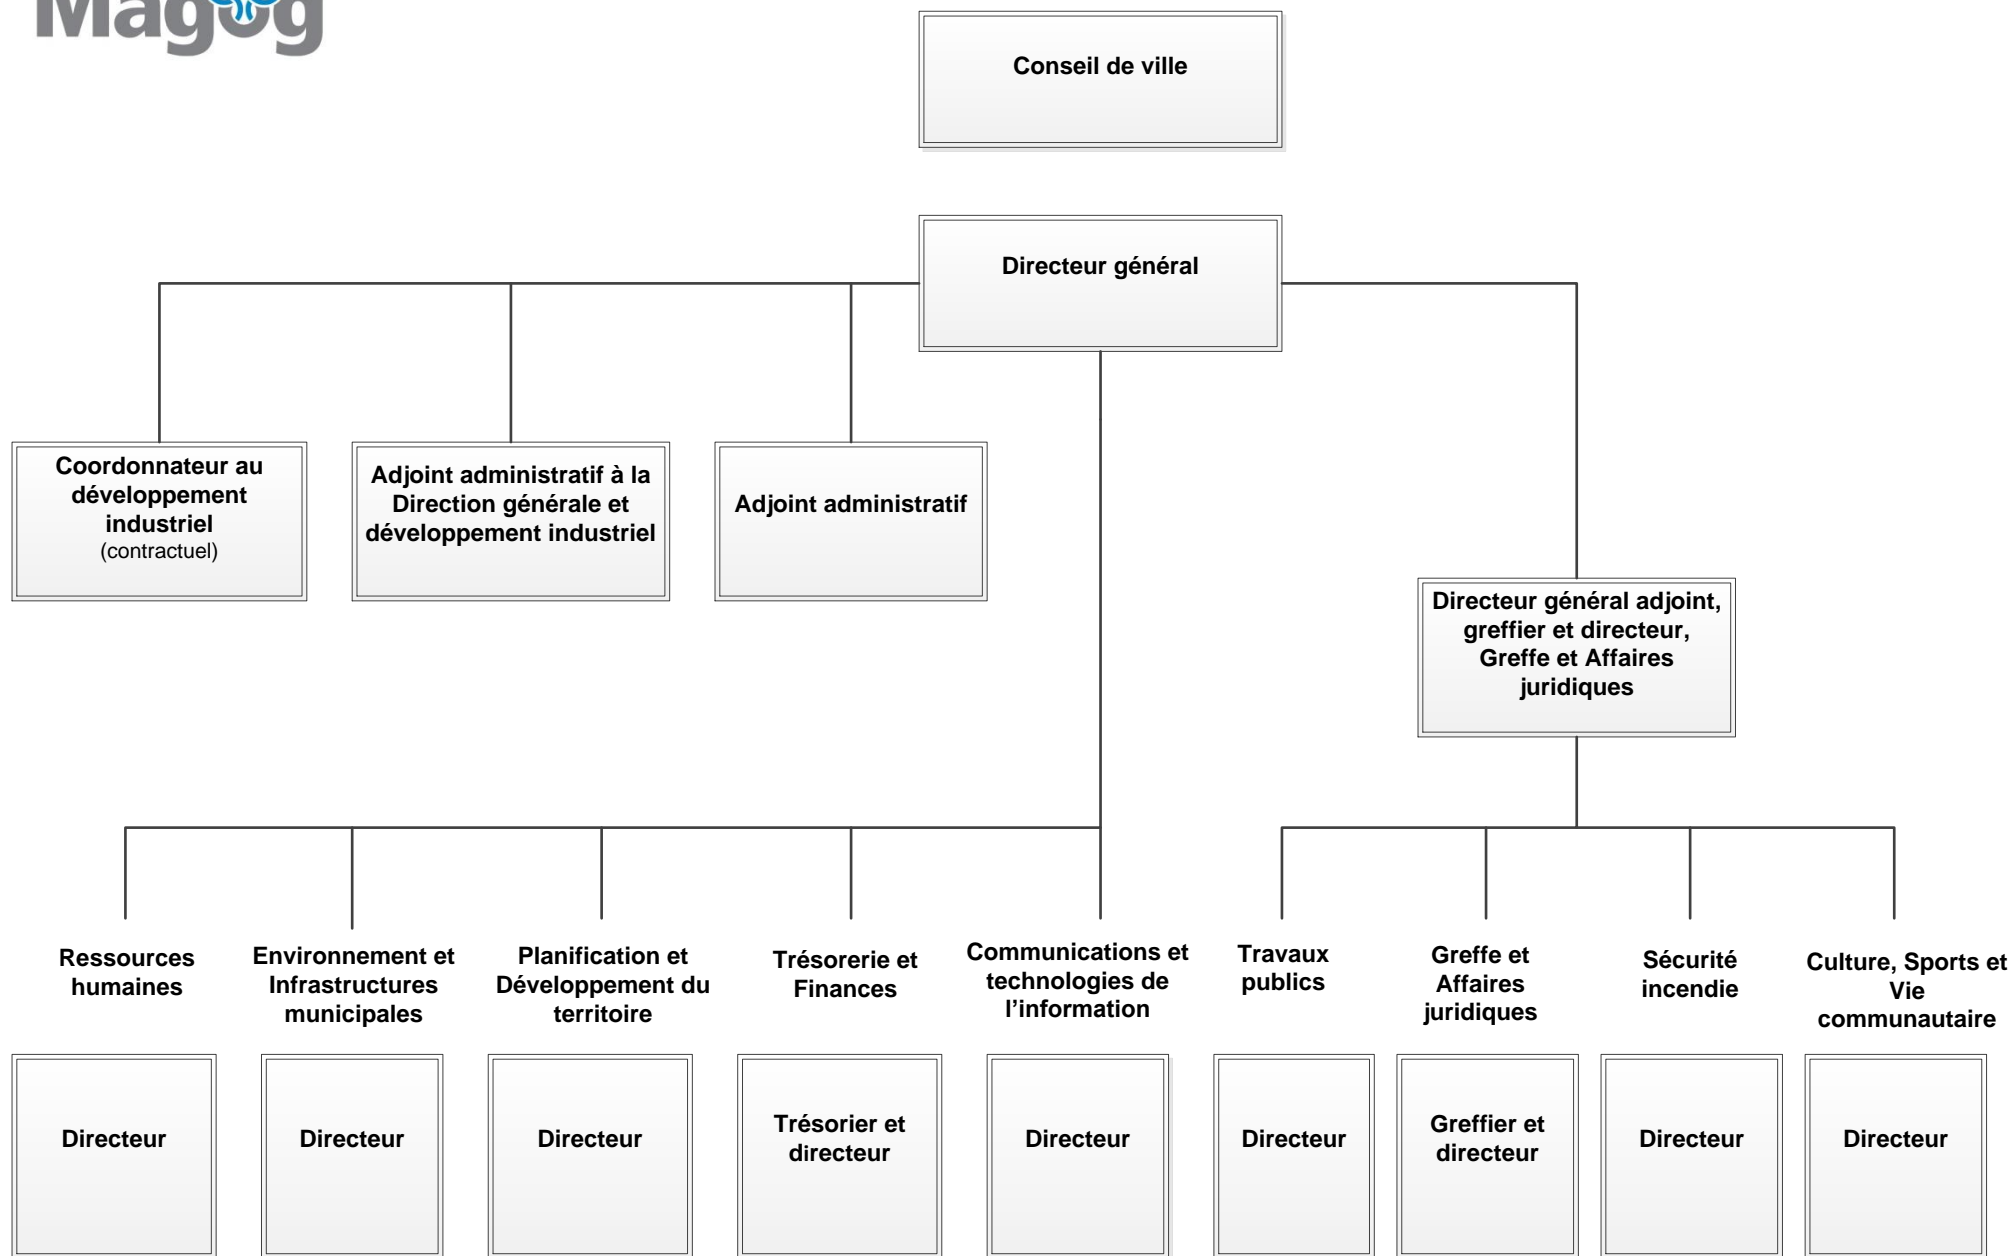 Magog
Conseil de ville
Directeur général
Coordonnateur au
développement
industriel
(contractuel)
Adjoint administratif à la
Direction générale et
développement industriel
Adjoint administratif
Directeur général adjoint,
greffier et directeur,
Greffe et Affaires
juridiques
Ressources
humaines
Environnement et
Infrastructures
municipales
Planification et
Développement du
territoire
Trésorerie et
Finances
Communications et
technologies de
l’information
Travaux
publics
Greffe et
Affaires
juridiques
Sécurité
incendie
Culture, Sports et
Vie
communautaire
Directeur
Directeur
Directeur
Trésorier et
directeur
Directeur
Directeur
Greffier et
directeur
Directeur
Directeur